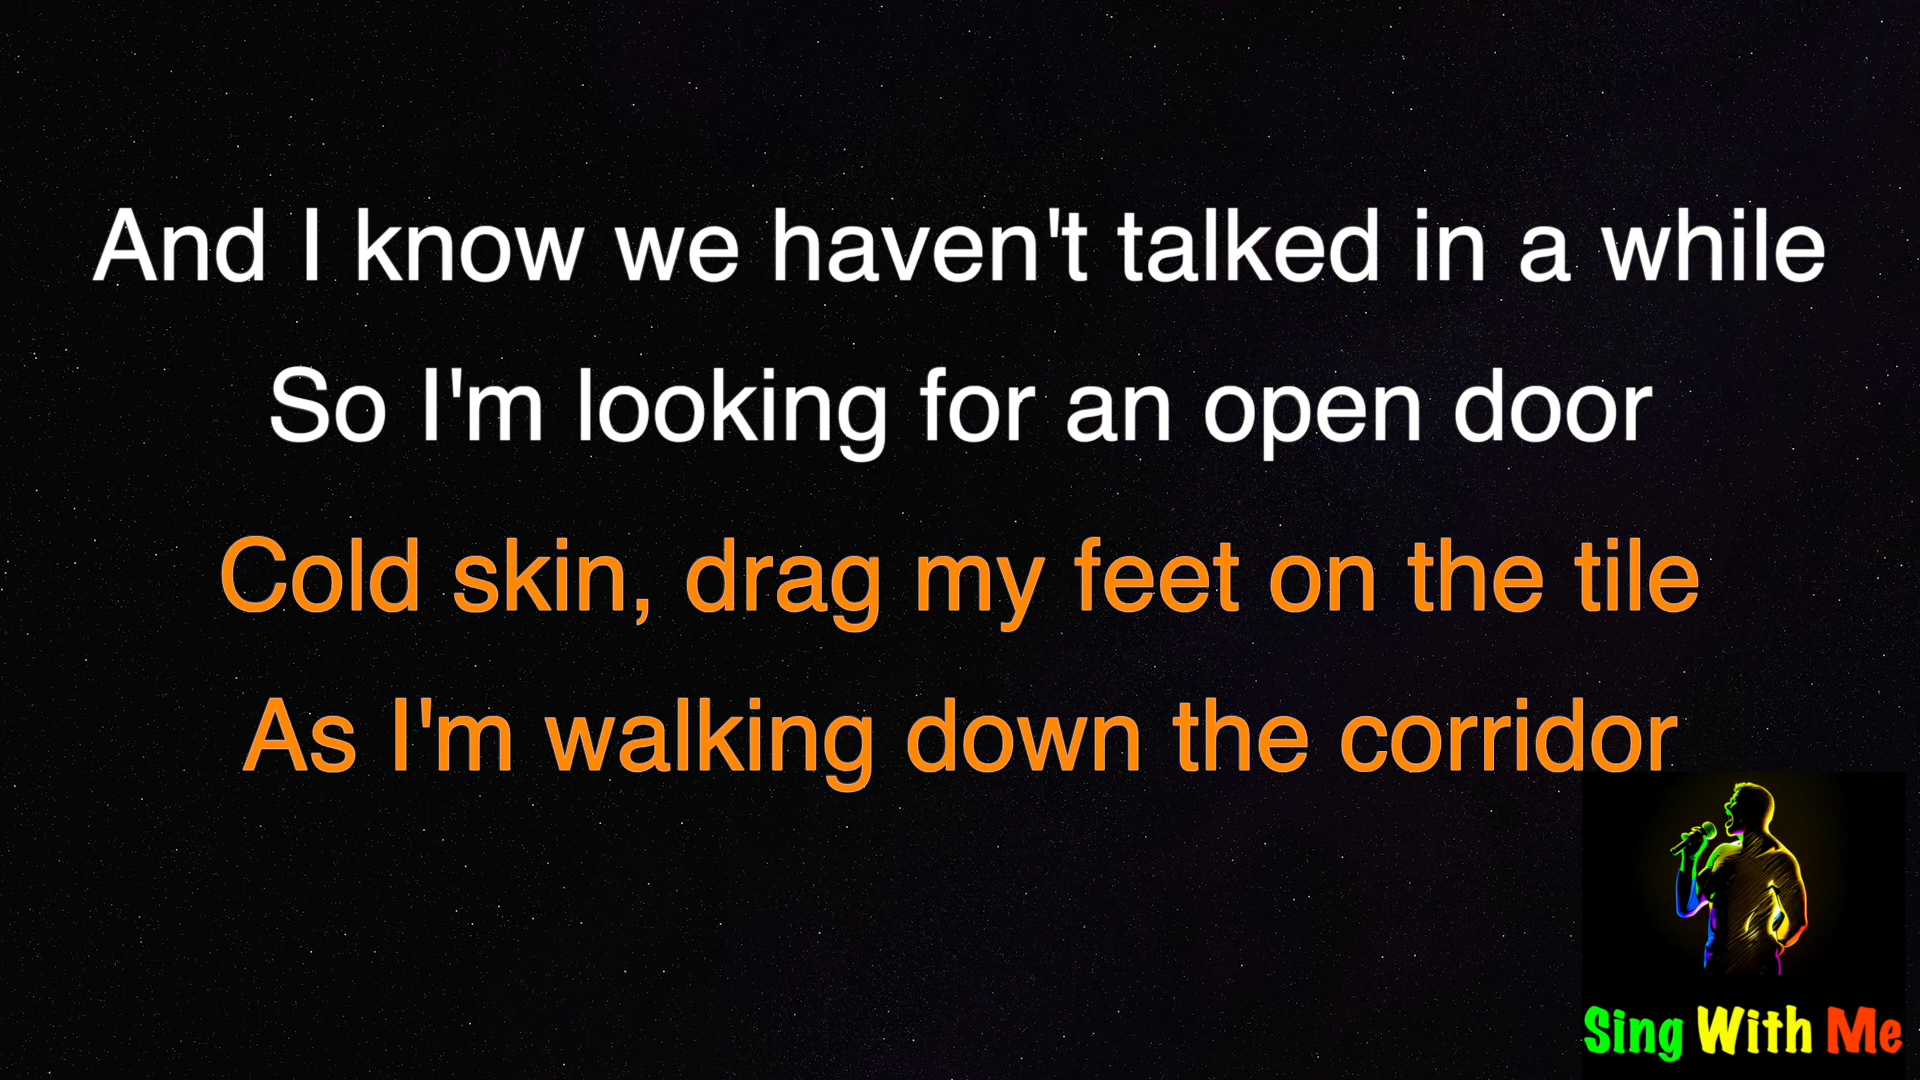 And I know we haven't talked in a while
So I'm looking for an open door
Cold skin, drag my feet on the tile
As I'm walking down the corridor
Sing With Me